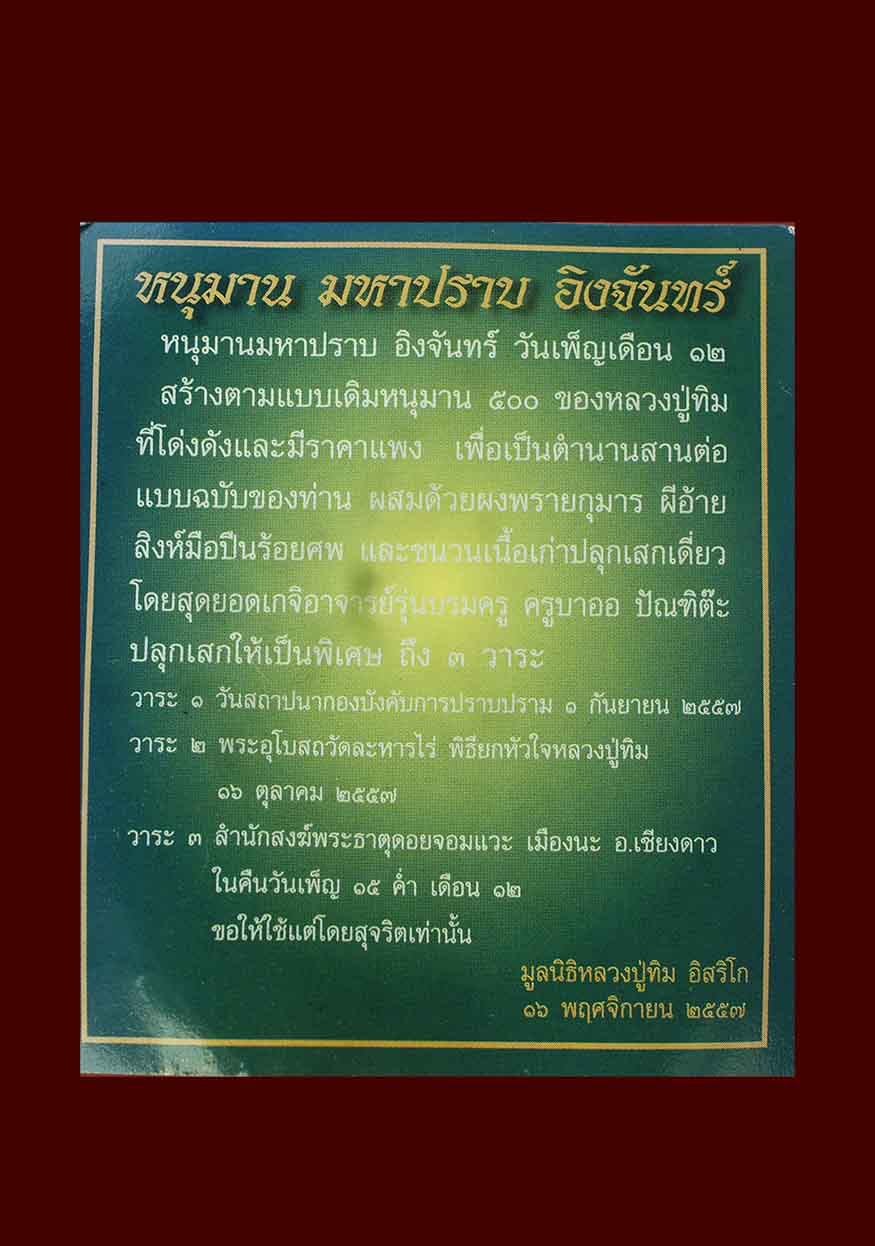 หนุมาน มหาปราบ อิงจันทร์
หนุมานมหาปราบ อิงจันทร์ วันเพ็ญเดือน ๑๒
สร้างตามแบบเดิมหนุมาน ๕๐๐ ของหลวงปู่ทิม
ที่โด่งดังและมีราคาแพง เพื่อเป็นตำนานสานต่อ
แบบฉบับของท่าน ผสมด้วยผงพรายกุมาร ผีอ้าย
สิงห์มือปืนร้อยศพ และชนวนเนื้อเก่าปลุกเสกเดี่ยว
โดยสุดยอดเกจิอาจารย์รุ่นบรมครู ครูบาออ ปัณฑิต๊ะ
ปลุกเสกให้เป็นพิเศษ ถึง ๓ วาระ
วาระ ๑ วันสถาปนากองบังคับการปราบปราม ๑ กันยายน ๒๕๕๗
วาระ ๒ พระอุโบสถวัดละหารไร่ พิธียกหัวใจหลวงปู่ทิม
๑๖ ตุลาคม ๒๕๕๗
วาระ ๓ สำนักสงฆ์พระธาตุดอยจอมแวะ เมืองนะ อ.เชียงดาว
ในคืนวันเพ็ญ ๑๕ ค่ำ เดือน ๑๒
ขอให้ใช้แต่โดยสุจริตเท่านั้น
มูลนิธิหลวงปู่ทิม อิสริโก
๑๖ พฤศจิกายน ๒๕๕๗